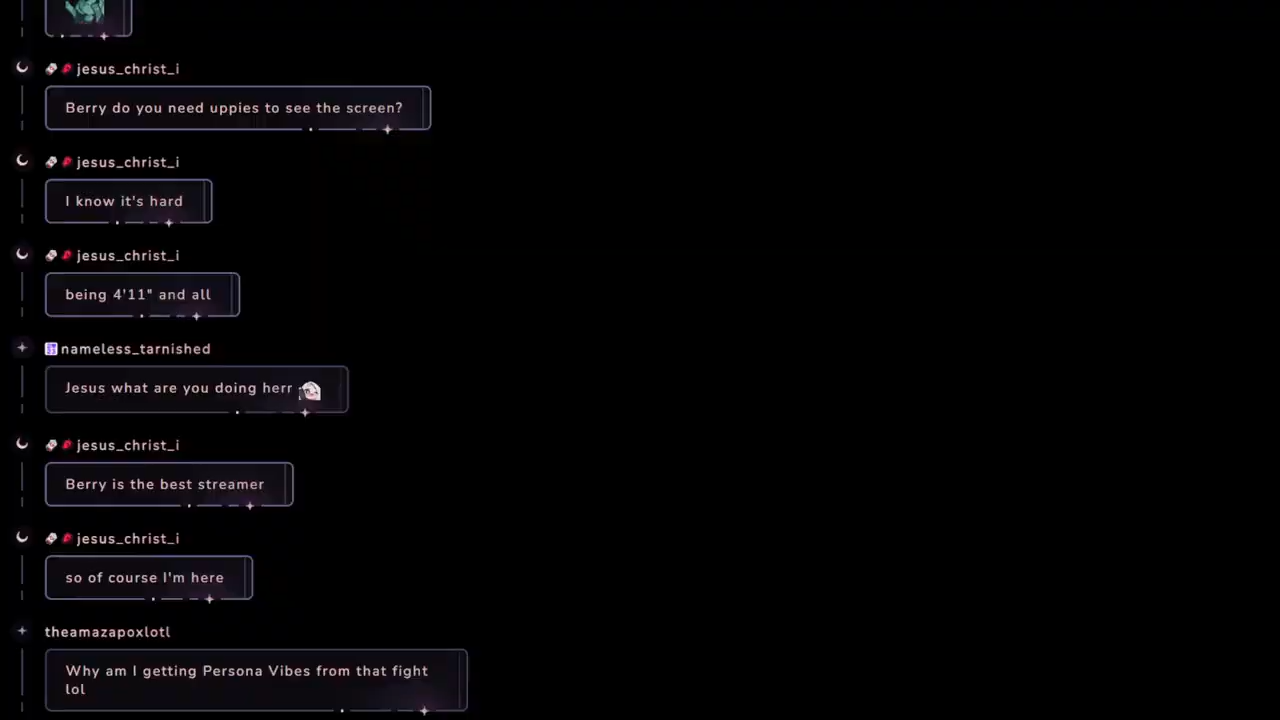 jesus_christ_i
Berry do you need uppies to see the screen?
jesus_christ_i
I know it's hard
jesus_christ_i
being 4'11" and all
nameless_tarnished
Jesus what are you doing herr
jesus_christ_i
Berry is the best streamer
jesus_christ_i
so of course I'm here
theamazapoxlotl
Why am I getting Persona Vibes from that fight
lol